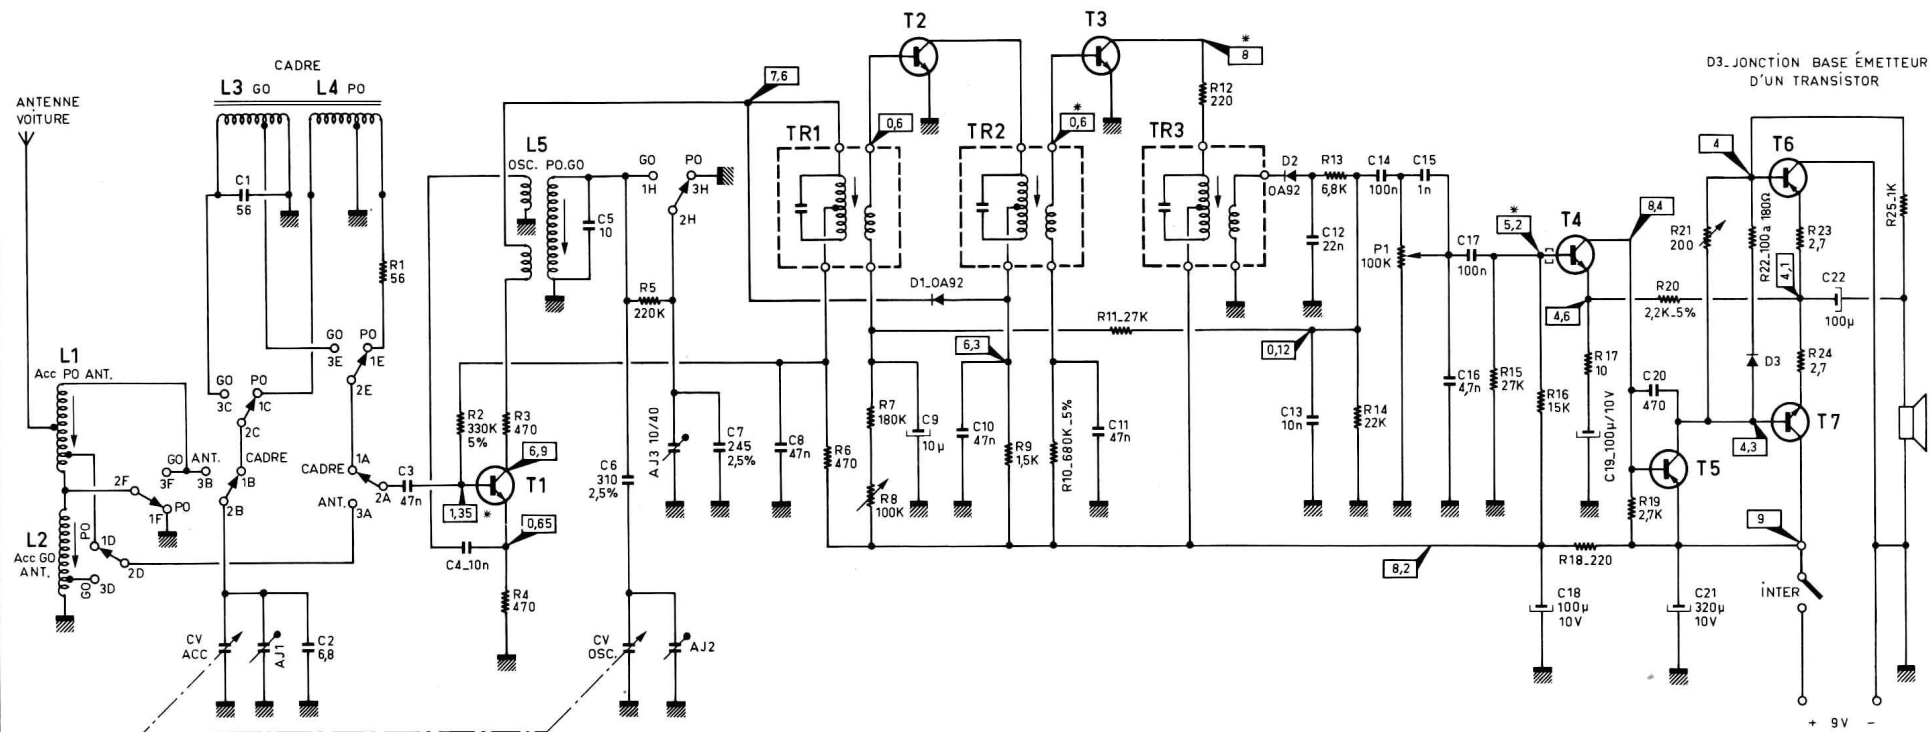 ANTENNE
VOITURE
CADRE
L3 GO
L4 PO
C1
56
R1
56
GO
3E
PO
1E
2E
L1
Acc PO ANT.
GO
3C
PO
1C
2C
CADRE
1B
2B
GO
3F
ANT.
3B
2F
PO
1F
L2
Acc GO
ANT.
PO
1D
2D
GO
3D
1A
CADRE
2A
ANT.
3A
C3
47n
CV
ACC
AJ1
C2
6,8
L5
OSC. PO.GO
C5
10
GO
1H
PO
3H
2H
R5
220K
R2
330K
5%
R3
470
6,9
T1
1,35 *
0,65
C4_10n
R4
470
C6
310
2,5%
AJ3 10/40
C7
245
2,5%
C8
47n
CV
OSC.
AJ2
7,6
T2
TR1
0,6
D1_OA92
R6
470
R7
180K
R8
100K
C9
10µ
T3
*
8
R12
220
TR2
*
0,6
R11_27K
6,3
C10
47n
R9
1,5K
R10_680K_5%
C11
47n
TR3
D2
OA92
R13
6,8K
C14
100n
C15
1n
C12
22n
P1
100K
C17
100n
0,12
C13
10n
R14
22K
C16
4,7n
R15
27K
R16
15K
*
5,2
T4
8,4
4,6
R20
2,2K_5%
R17
10
C19_100µ/10V
C20
470
T5
R19
2,7K
8,2
R18_220
C18
100µ
10V
C21
320µ
10V
D3_JONCTION BASE ÉMETTEUR
D'UN TRANSISTOR
4
T6
R21
200
R22_100a180Ω
R23
2,7
4,1
C22
100µ
R25_1K
R24
2,7
D3
T7
4,3
9
INTER
+ 9V -